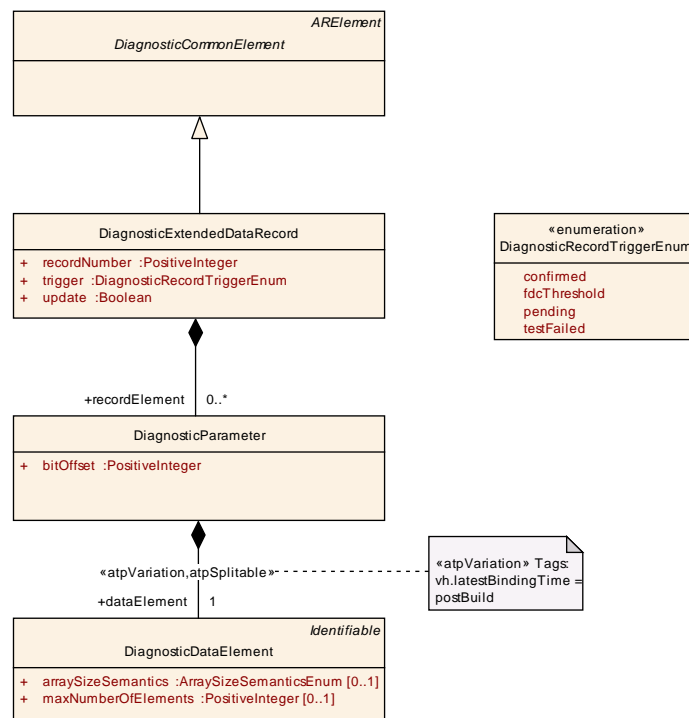 ARElement
DiagnosticCommonElement
DiagnosticExtendedDataRecord
+ recordNumber :PositiveInteger
+ trigger :DiagnosticRecordTriggerEnum
+ update :Boolean
«enumeration»
DiagnosticRecordTriggerEnum
confirmed
fdcThreshold
pending
testFailed
+recordElement 0..*
DiagnosticParameter
+ bitOffset :PositiveInteger
«atpVariation,atpSplitable»
+dataElement 1
«atpVariation» Tags:
vh.latestBindingTime =
postBuild
Identifiable
DiagnosticDataElement
+ arraySizeSemantics :ArraySizeSemanticsEnum [0..1]
+ maxNumberOfElements :PositiveInteger [0..1]